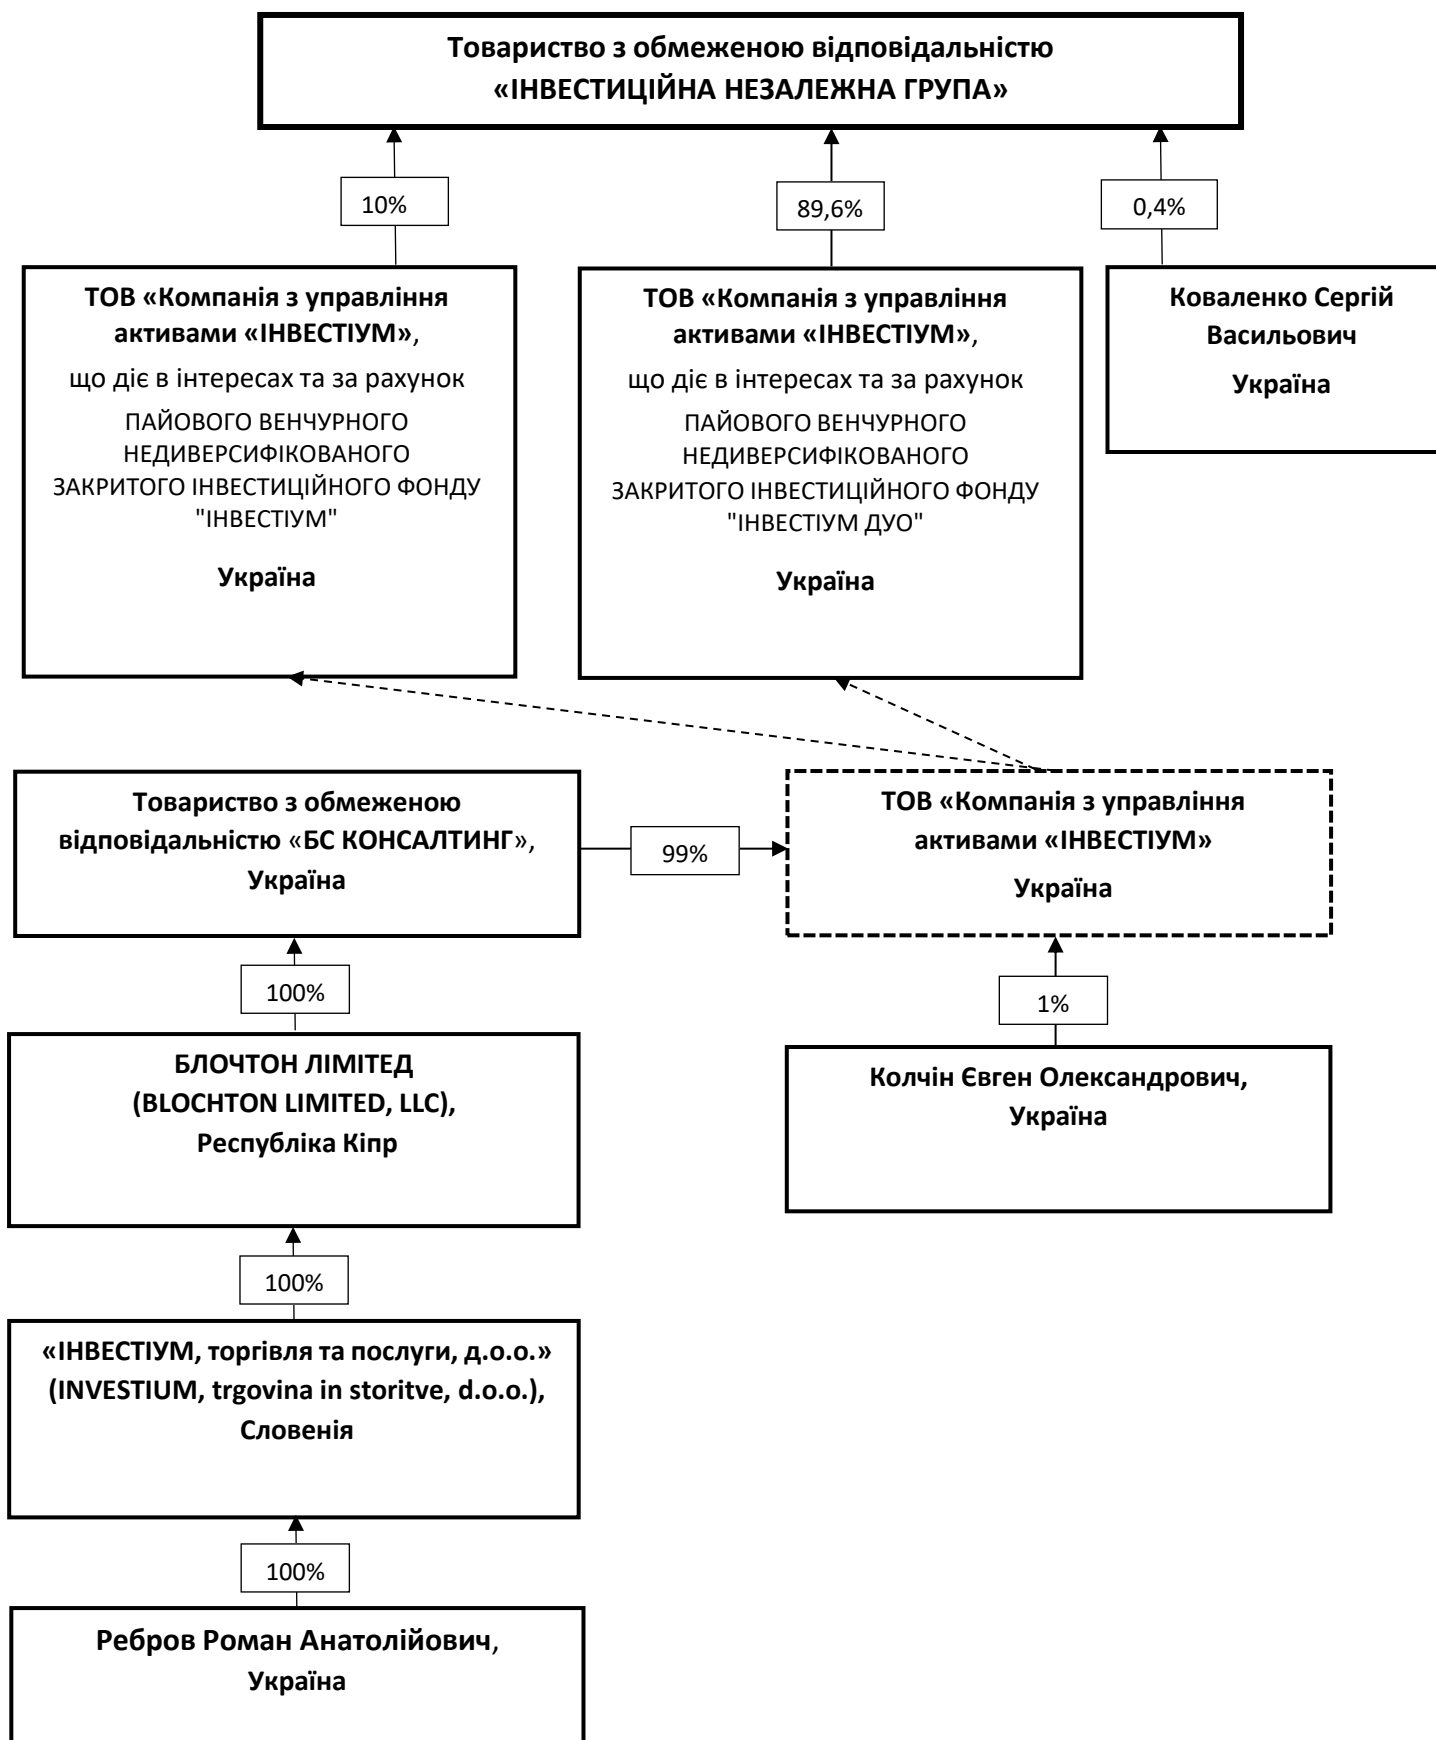 Товариство з обмеженою відповідальністю
«ІНВЕСТИЦІЙНА НЕЗАЛЕЖНА ГРУПА»
10%
89,6%
0,4%
ТОВ «Компанія з управління
активами «ІНВЕСТІУМ»,
що діє в інтересах та за рахунок
ПАЙОВОГО ВЕНЧУРНОГО
НЕДИВЕРСИФІКОВАНОГО
ЗАКРИТОГО ІНВЕСТИЦІЙНОГО ФОНДУ
"ІНВЕСТІУМ"
Україна
ТОВ «Компанія з управління
активами «ІНВЕСТІУМ»,
що діє в інтересах та за рахунок
ПАЙОВОГО ВЕНЧУРНОГО
НЕДИВЕРСИФІКОВАНОГО
ЗАКРИТОГО ІНВЕСТИЦІЙНОГО ФОНДУ
"ІНВЕСТІУМ ДУО"
Україна
Коваленко Сергій
Васильович
Україна
Товариство з обмеженою
відповідальністю «БС КОНСАЛТИНГ»,
Україна
99%
ТОВ «Компанія з управління
активами «ІНВЕСТІУМ»
Україна
100%
1%
БЛОЧТОН ЛІМІТЕД
(BLOCHTON LIMITED, LLC),
Республіка Кіпр
Колчін Євген Олександрович,
Україна
100%
«ІНВЕСТІУМ, торгівля та послуги, д.о.о.»
(INVESTIUM, trgovina in storitve, d.o.o.),
Словенія
100%
Ребров Роман Анатолійович,
Україна